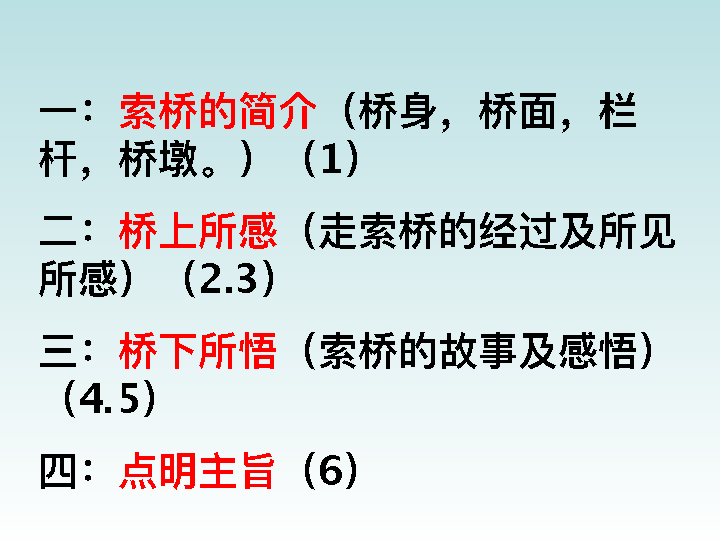 一：索桥的简介（桥身，桥面，栏
杆，桥墩。）（1）
二：桥上所感（走索桥的经过及所见
所感）（2.3）
三：桥下所悟（索桥的故事及感悟）
（4.5）
四：点明主旨（6）